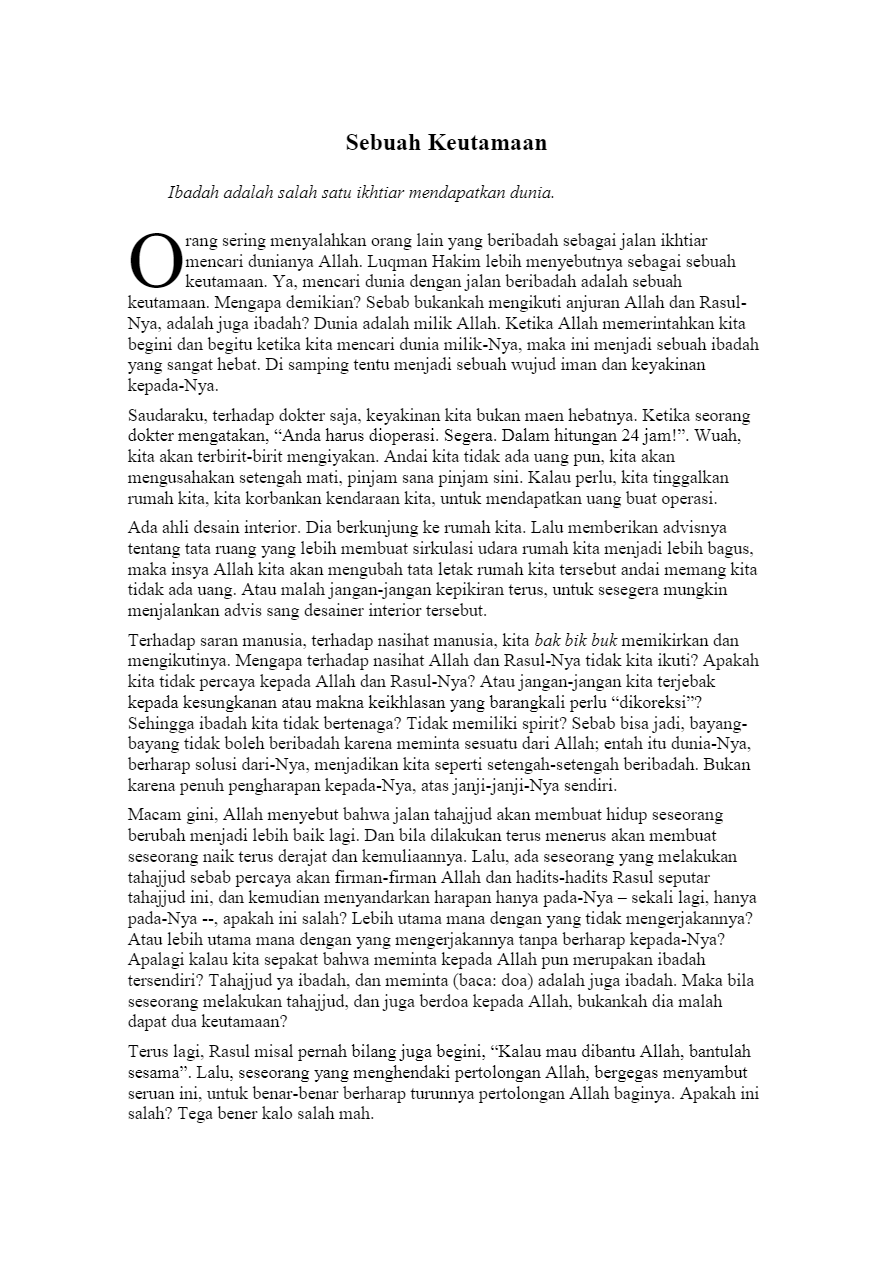 Sebuah Keutamaan
Ibadah adalah salah satu ikhtiar mendapatkan dunia.
Orang sering menyalahkan orang lain yang beribadah sebagai jalan ikhtiar
mencari dunianya Allah. Luqman Hakim lebih menyebutnya sebagai sebuah
keutamaan. Ya, mencari dunia dengan jalan beribadah adalah sebuah
keutamaan. Mengapa demikian? Sebab bukankah mengikuti anjuran Allah dan Rasul-
Nya, adalah juga ibadah? Dunia adalah milik Allah. Ketika Allah memerintahkan kita
begini dan begitu ketika kita mencari dunia milik-Nya, maka ini menjadi sebuah ibadah
yang sangat hebat. Di samping tentu menjadi sebuah wujud iman dan keyakinan
kepada-Nya.
Saudaraku, terhadap dokter saja, keyakinan kita bukan maen hebatnya. Ketika seorang
dokter mengatakan, “Anda harus dioperasi. Segera. Dalam hitungan 24 jam!”. Wuah,
kita akan terbirit-birit mengiyakan. Andai kita tidak ada uang pun, kita akan
mengusahakan setengah mati, pinjam sana pinjam sini. Kalau perlu, kita tinggalkan
rumah kita, kita korbankan kendaraan kita, untuk mendapatkan uang buat operasi.
Ada ahli desain interior. Dia berkunjung ke rumah kita. Lalu memberikan advisnya
tentang tata ruang yang lebih membuat sirkulasi udara rumah kita menjadi lebih bagus,
maka insya Allah kita akan mengubah tata letak rumah kita tersebut andai memang kita
tidak ada uang. Atau malah jangan-jangan kepikiran terus, untuk sesegera mungkin
menjalankan advis sang desainer interior tersebut.
Terhadap saran manusia, terhadap nasihat manusia, kita bak bik buk memikirkan dan
mengikutinya. Mengapa terhadap nasihat Allah dan Rasul-Nya tidak kita ikuti? Apakah
kita tidak percaya kepada Allah dan Rasul-Nya? Atau jangan-jangan kita terjebak
kepada kesungkanan atau makna keikhlasan yang barangkali perlu “dikoreksi”?
Sehingga ibadah kita tidak bertenaga? Tidak memiliki spirit? Sebab bisa jadi, bayang-
bayang tidak boleh beribadah karena meminta sesuatu dari Allah; entah itu dunia-Nya,
berharap solusi dari-Nya, menjadikan kita seperti setengah-setengah beribadah. Bukan
karena penuh pengharapan kepada-Nya, atas janji-janji-Nya sendiri.
Macam gini, Allah menyebut bahwa jalan tahajjud akan membuat hidup seseorang
berubah menjadi lebih baik lagi. Dan bila dilakukan terus menerus akan membuat
seseorang naik terus derajat dan kemuliaannya. Lalu, ada seseorang yang melakukan
tahajjud sebab percaya akan firman-firman Allah dan hadits-hadits Rasul seputar
tahajjud ini, dan kemudian menyandarkan harapan hanya pada-Nya – sekali lagi, hanya
pada-Nya --, apakah ini salah? Lebih utama mana dengan yang tidak mengerjakannya?
Atau lebih utama mana dengan yang mengerjakannya tanpa berharap kepada-Nya?
Apalagi kalau kita sepakat bahwa meminta kepada Allah pun merupakan ibadah
tersendiri? Tahajjud ya ibadah, dan meminta (baca: doa) adalah juga ibadah. Maka bila
seseorang melakukan tahajjud, dan juga berdoa kepada Allah, bukankah dia malah
dapat dua keutamaan?
Terus lagi, Rasul misal pernah bilang juga begini, “Kalau mau dibantu Allah, bantulah
sesama”. Lalu, seseorang yang menghendaki pertolongan Allah, bergegas menyambut
seruan ini, untuk benar-benar berharap turunnya pertolongan Allah baginya. Apakah ini
salah? Tega bener kalo salah mah.